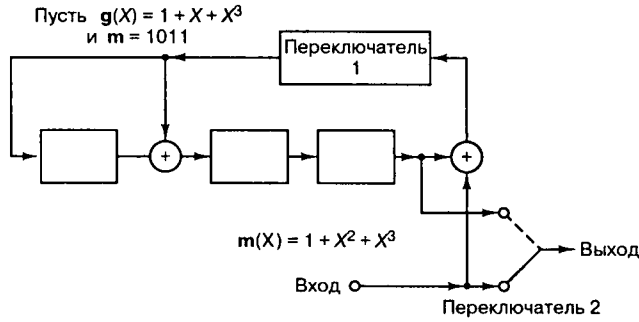 Пусть g(X) = 1 + X + X³
и m = 1011
Переключатель
1
+
+
m(X) = 1 + X² + X³
Выход
Вход
Переключатель 2